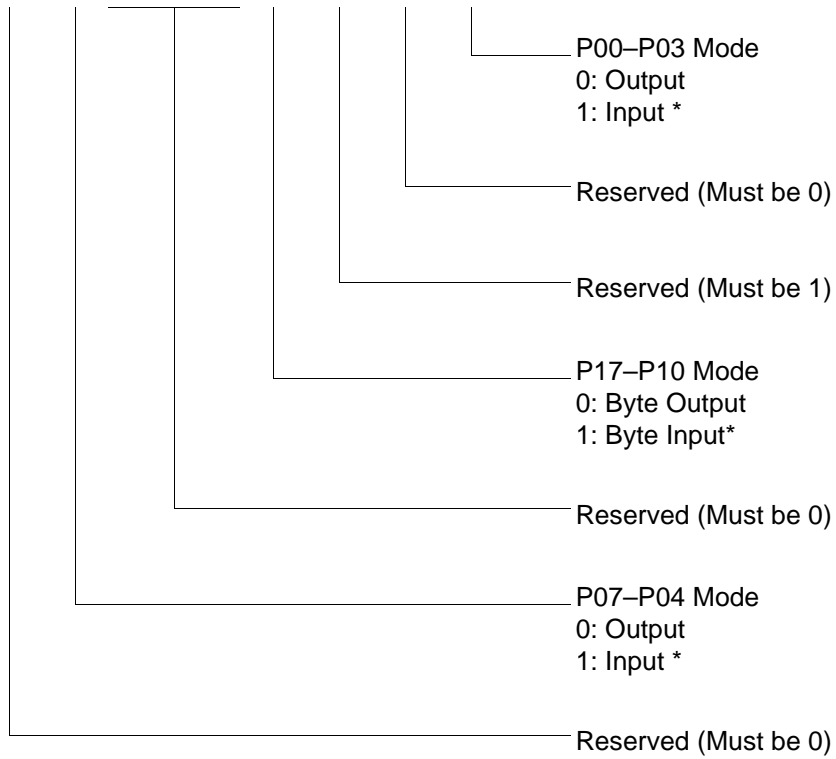 P00–P03 Mode
0: Output
1: Input *
Reserved (Must be 0)
Reserved (Must be 1)
P17–P10 Mode
0: Byte Output
1: Byte Input*
Reserved (Must be 0)
P07–P04 Mode
0: Output
1: Input *
Reserved (Must be 0)